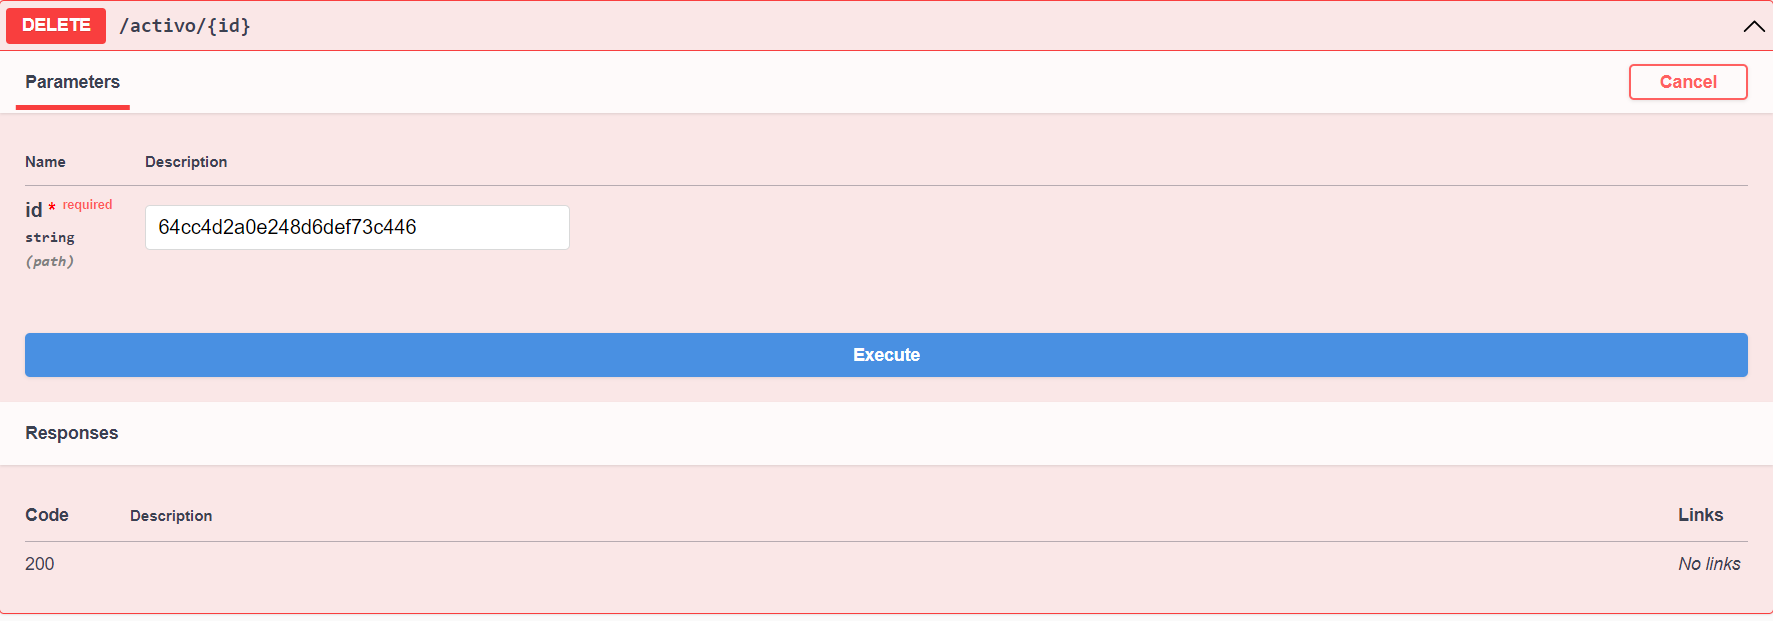 DELETE /activo/{id}
Parameters Cancel
Name Description
id * required
string
(path)
64cc4d2a0e248d6def73c446
Execute
Responses
Code Description Links
200 No links